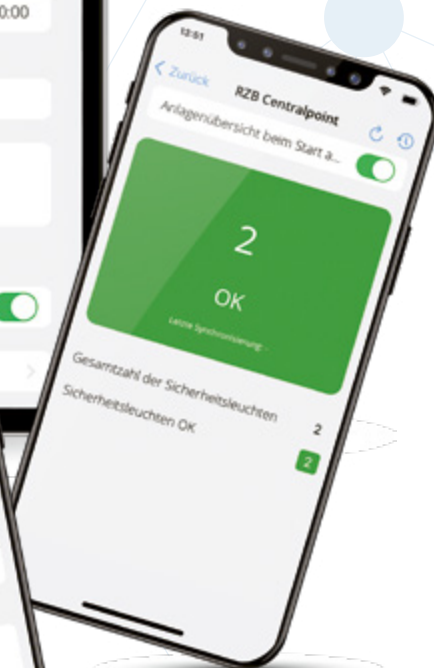 0:00
12:51
Zurück
RZB Centralpoint
Anlagenübersicht beim Start a...
2
OK
Letzte Synchronisierung...
Gesamtzahl der Sicherheitsleuchten 2
Sicherheitsleuchten OK 2